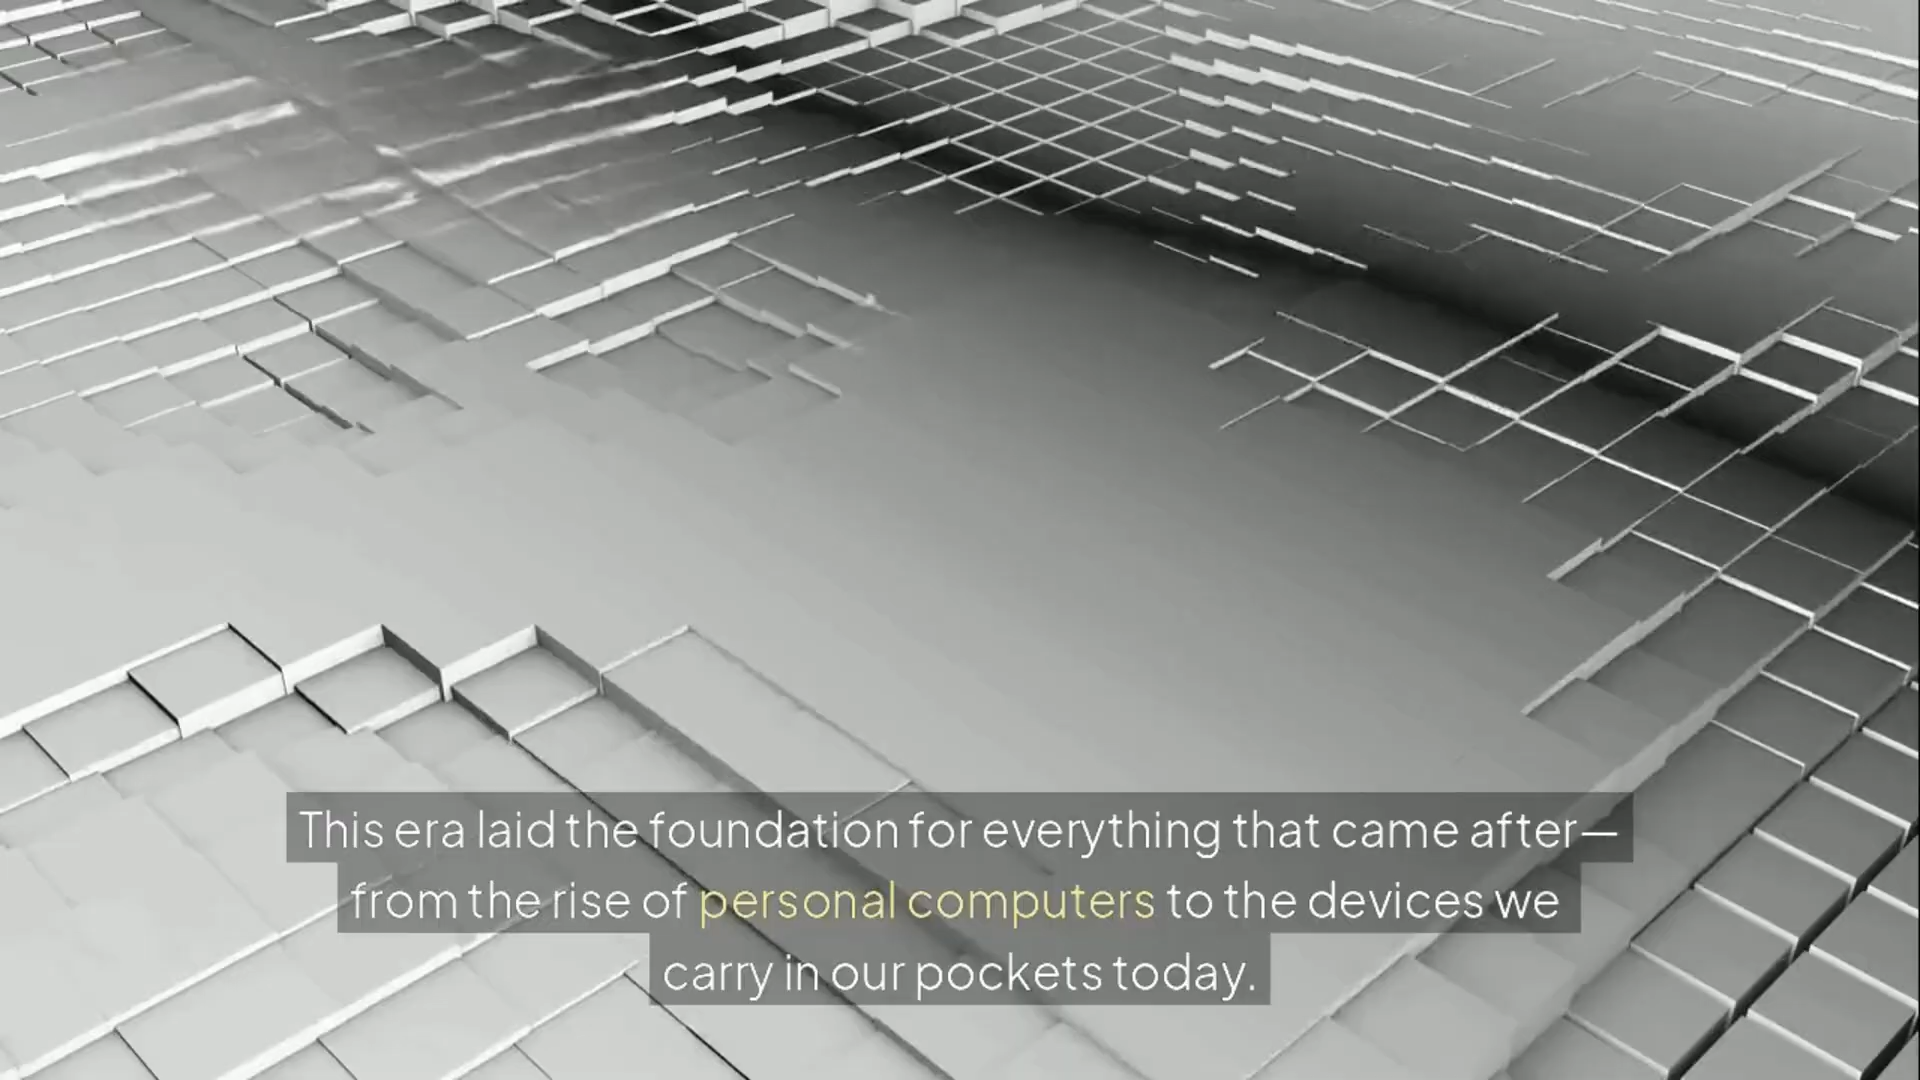 This era laid the foundation for everything that came after—
from the rise of personal computers to the devices we
carry in our pockets today.